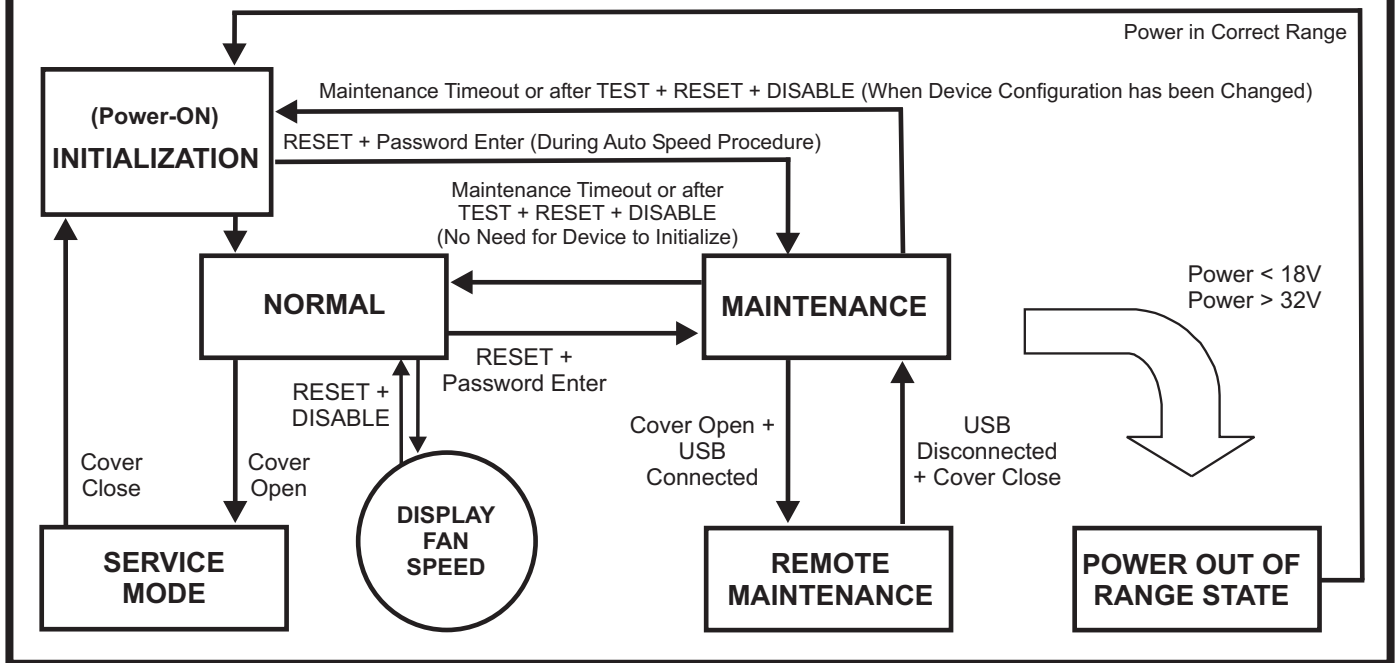 Power in Correct Range
Maintenance Timeout or after TEST + RESET + DISABLE (When Device Configuration has been Changed)
(Power-ON)
INITIALIZATION
RESET + Password Enter (During Auto Speed Procedure)
Maintenance Timeout or after
TEST + RESET + DISABLE
(No Need for Device to Initialize)
NORMAL
MAINTENANCE
Power < 18V
Power > 32V
RESET +
Password Enter
RESET +
DISABLE
Cover
Close
Cover
Open
Cover Open +
USB
Connected
USB
Disconnected
+ Cover Close
SERVICE
MODE
DISPLAY
FAN
SPEED
REMOTE
MAINTENANCE
POWER OUT OF
RANGE STATE